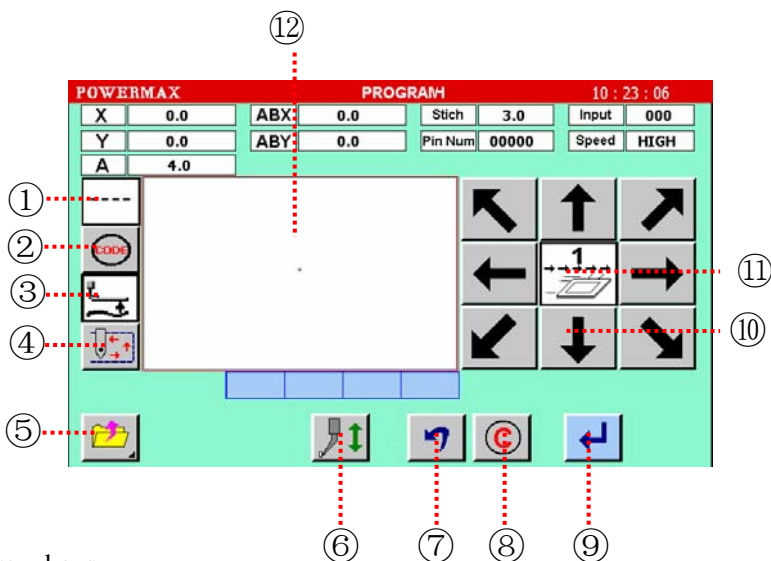 ⑫
POWERMAX PROGRAM 10 : 23 : 06
X 0.0 ABX 0.0 Stich 3.0 Input 000
Y 0.0 ABY 0.0 Pin Num 00000 Speed HIGH
A 4.0
①
② CODE
③ 1 ⑪
④ ⑩
⑤ C
⑥ ⑦ ⑧ ⑨